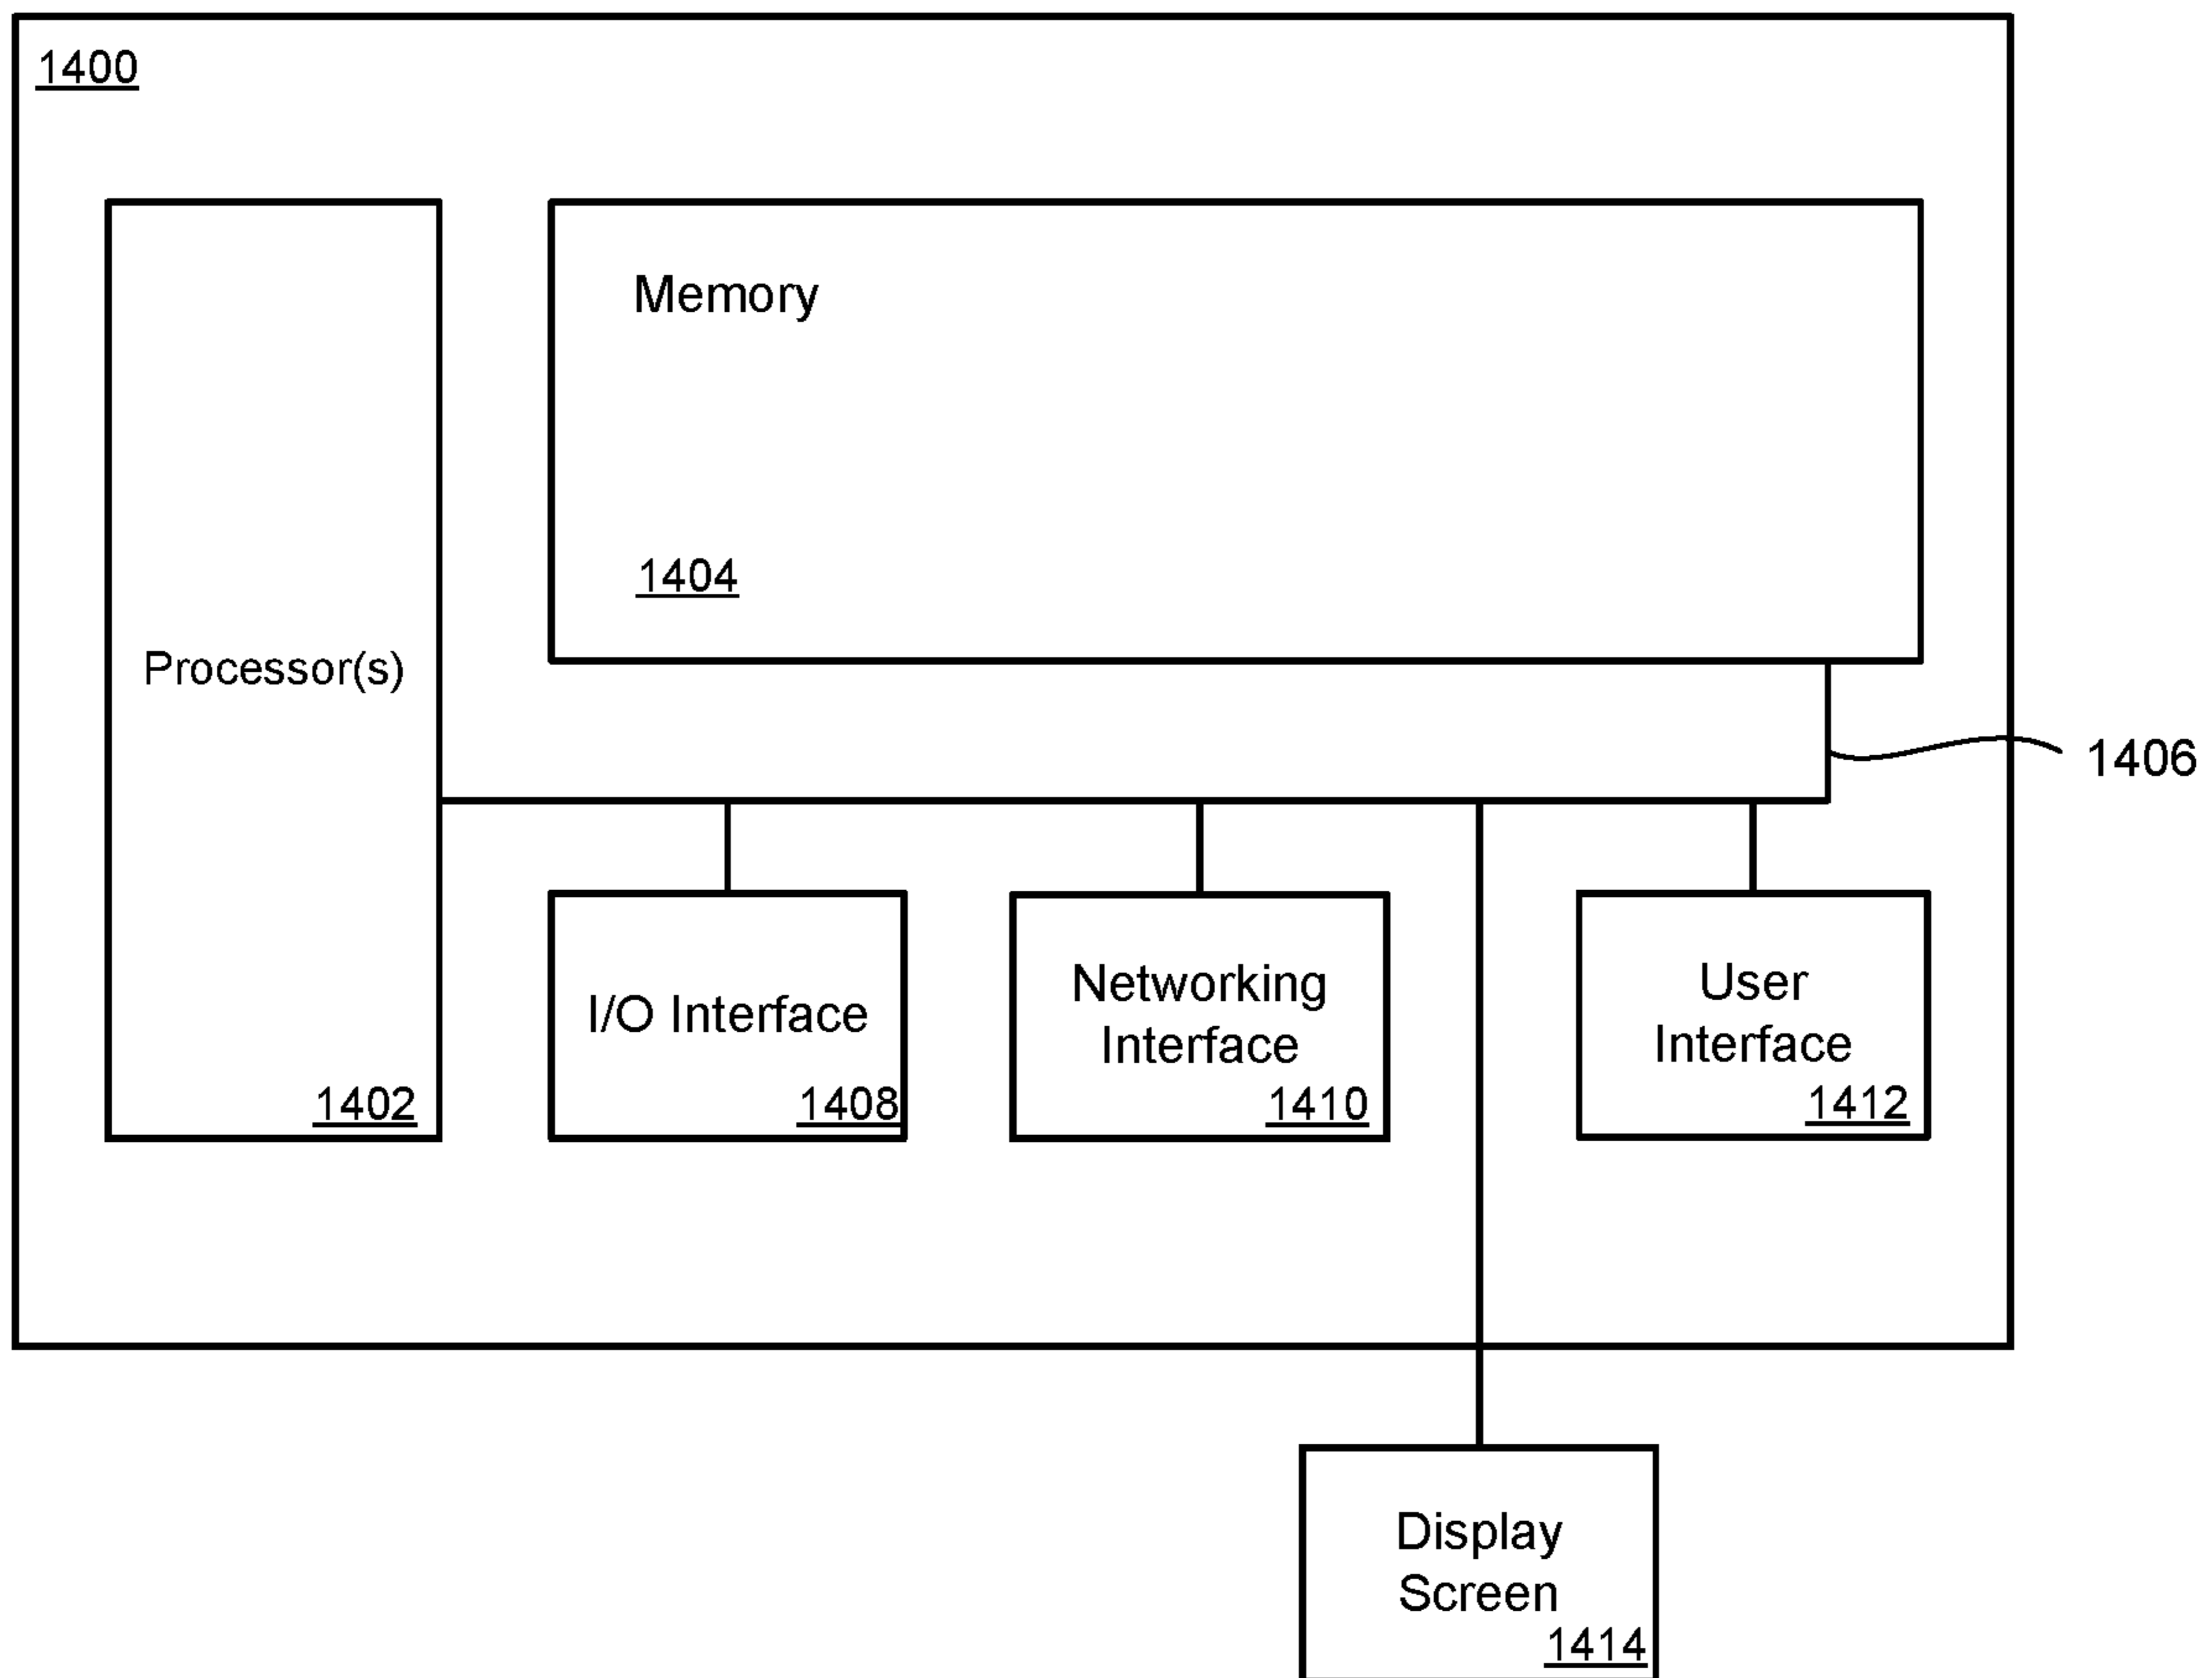 1400
Memory
1404
Processor(s)
1402
1406
I/O Interface
1408
Networking
Interface
1410
User
Interface
1412
Display
Screen
1414